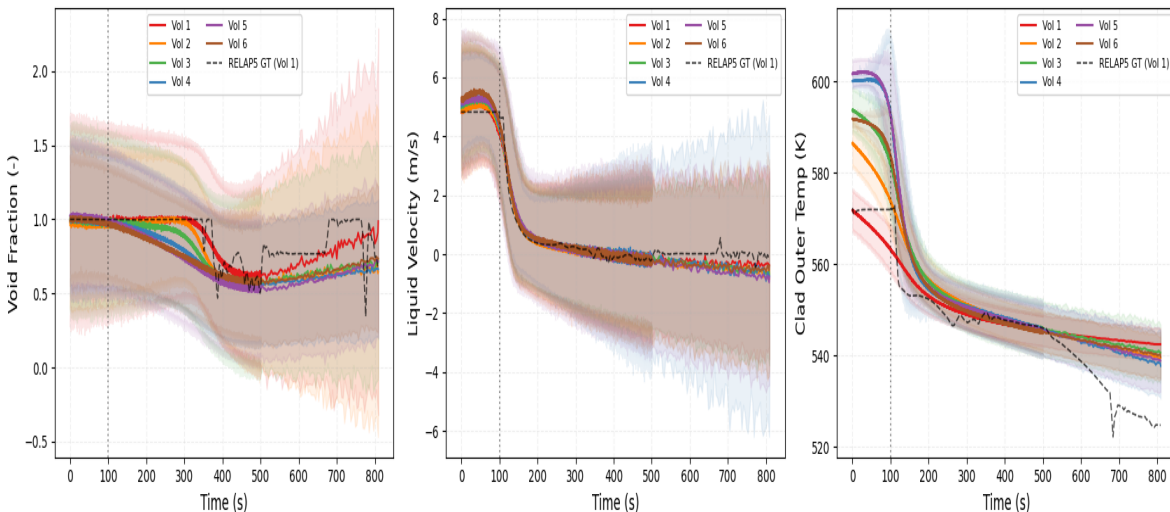 Void Fraction (-)
2.0
1.5
1.0
0.5
0.0
−0.5
Vol 1
Vol 2
Vol 3
Vol 4
Vol 5
Vol 6
RELAP5 GT (Vol 1)
0 100 200 300 400 500 600 700 800
Time (s)
Liquid Velocity (m/s)
8
6
4
2
0
−2
−4
−6
Vol 1
Vol 2
Vol 3
Vol 4
Vol 5
Vol 6
RELAP5 GT (Vol 1)
0 100 200 300 400 500 600 700 800
Time (s)
Clad Outer Temp (K)
600
580
560
540
520
Vol 1
Vol 2
Vol 3
Vol 4
Vol 5
Vol 6
RELAP5 GT (Vol 1)
0 100 200 300 400 500 600 700 800
Time (s)